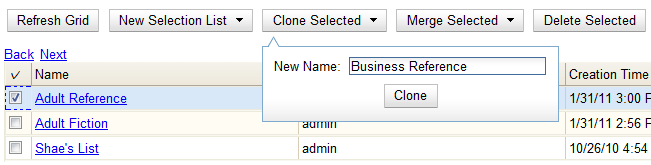 Refresh Grid New Selection List Clone Selected Merge Selected Delete Selected
Back Next
New Name: Business Reference
Clone
✓ Name Creation Time
Adult Reference 1/31/11 3:00
Adult Fiction admin 1/31/11 2:56
Shae's List admin 10/26/10 4:54